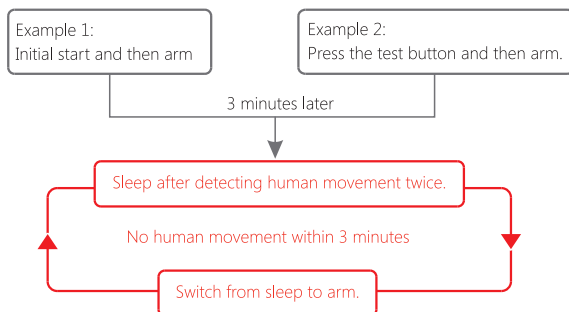 Example 1:
Initial start and then arm
Example 2:
Press the test button and then arm.
3 minutes later
Sleep after detecting human movement twice.
No human movement within 3 minutes
Switch from sleep to arm.